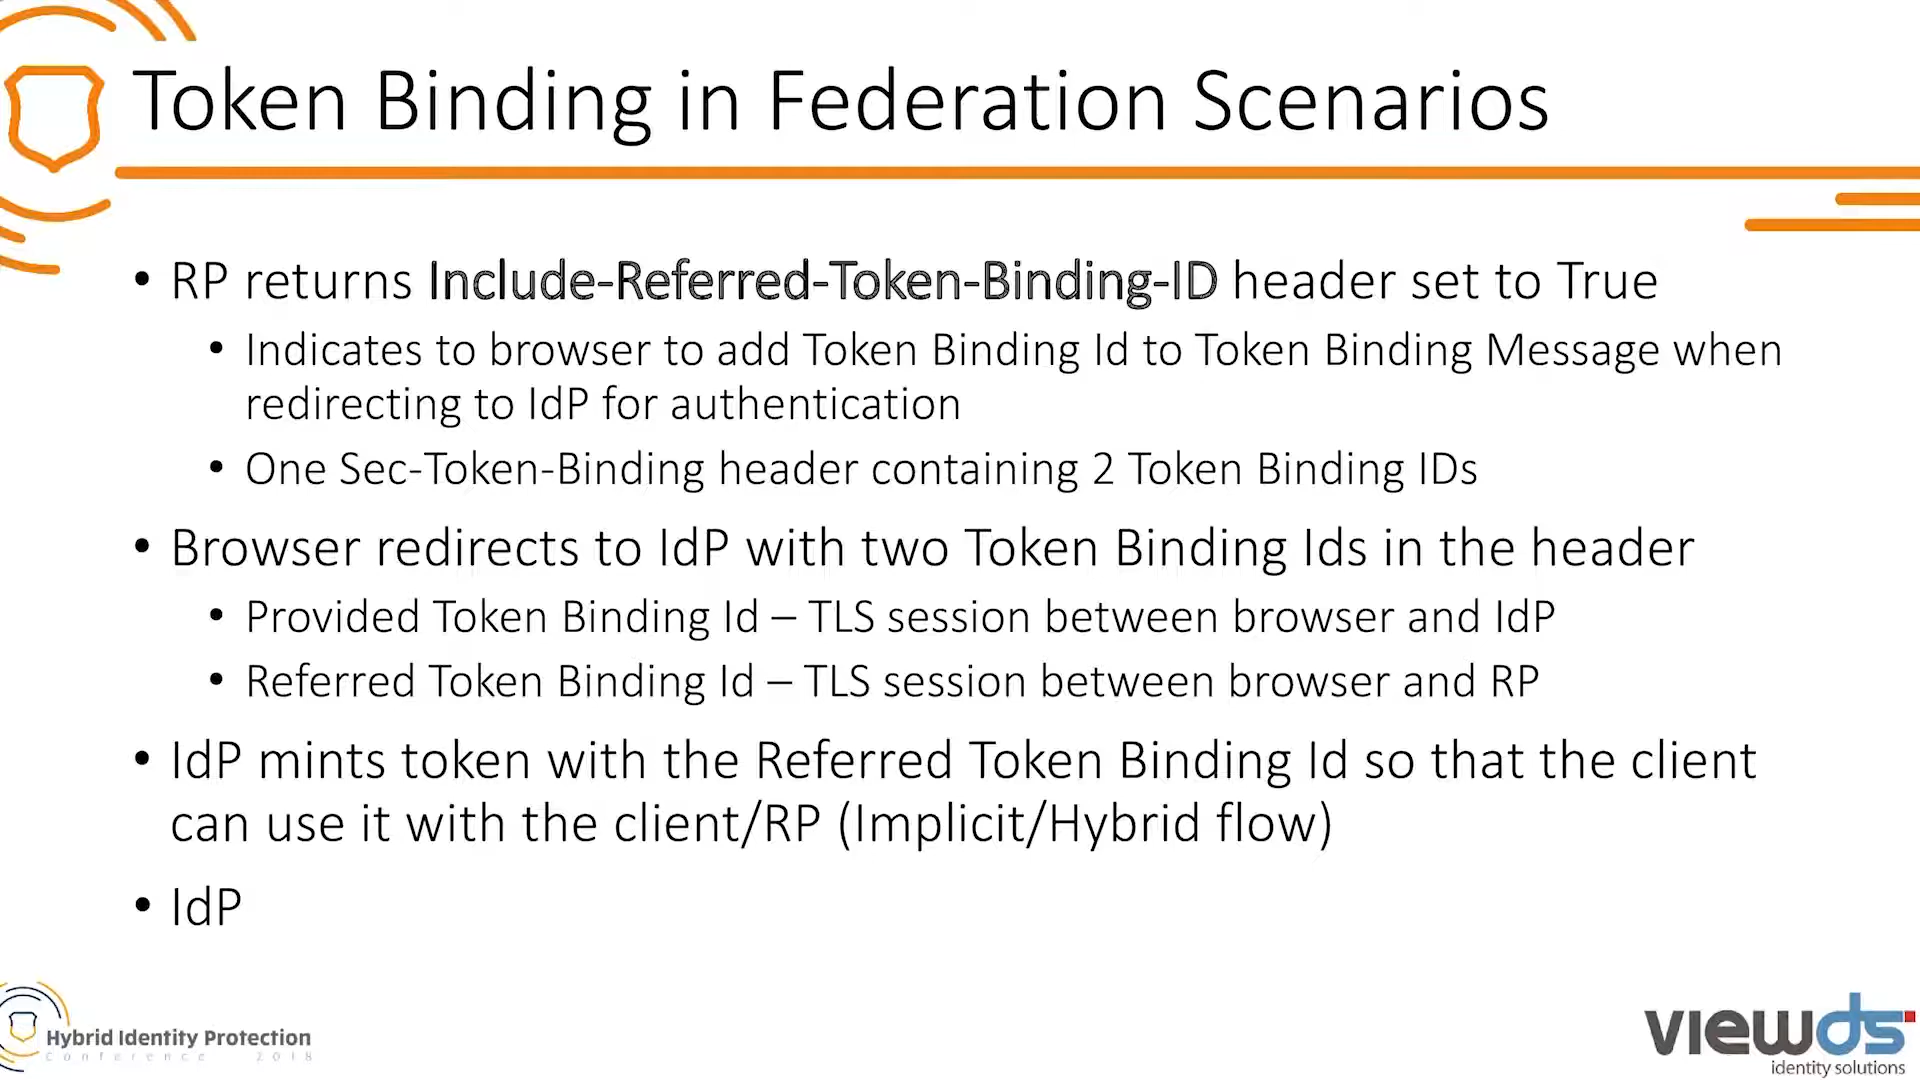 Token Binding in Federation Scenarios
• RP returns Include-Referred-Token-Binding-ID header set to True
• Indicates to browser to add Token Binding Id to Token Binding Message when
redirecting to IdP for authentication
• One Sec-Token-Binding header containing 2 Token Binding IDs
• Browser redirects to IdP with two Token Binding Ids in the header
• Provided Token Binding Id – TLS session between browser and IdP
• Referred Token Binding Id – TLS session between browser and RP
• IdP mints token with the Referred Token Binding Id so that the client
can use it with the client/RP (Implicit/Hybrid flow)
• IdP
Hybrid Identity Protection
Conference 2018
viewds
identity solutions